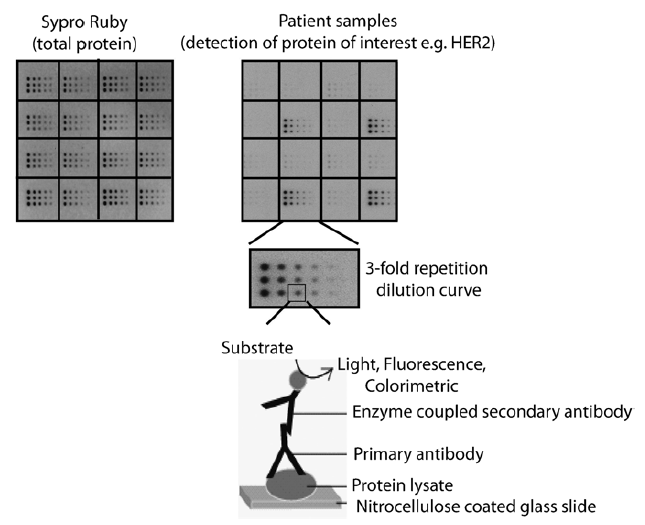 Sypro Ruby
(total protein)
Patient samples
(detection of protein of interest e.g. HER2)
3-fold repetition
dilution curve
Substrate
Light, Fluorescence,
Colorimetric
Enzyme coupled secondary antibody
Primary antibody
Protein lysate
Nitrocellulose coated glass slide